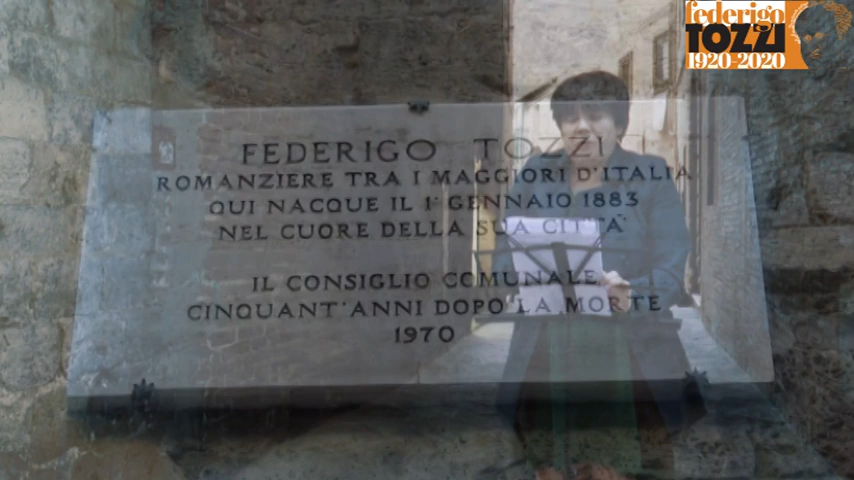 federigo
TOZZI
1920-2020
FEDERIGO TOZZI
ROMANZIERE TRA I MAGGIORI D'ITALIA
QUI NACQUE IL 1° GENNAIO 1883
NEL CUORE DELLA SUA CITTA'
IL CONSIGLIO COMUNALE
CINQUANT'ANNI DOPO LA MORTE
1970